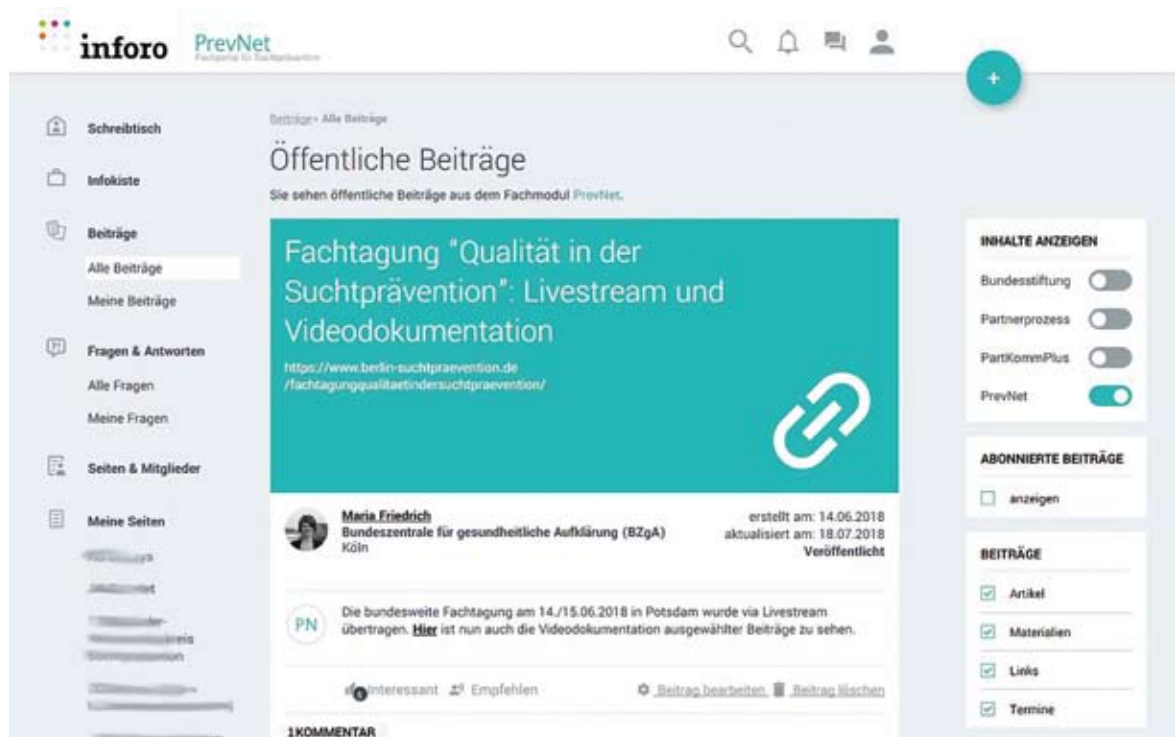 inforo PrevNet
Fachportal für Suchtprävention
+
Schreibtisch
Infokiste
Beiträge
Alle Beiträge
Meine Beiträge
Fragen & Antworten
Alle Fragen
Meine Fragen
Seiten & Mitglieder
Meine Seiten
Beiträge» Alle Beiträge
Öffentliche Beiträge
Sie sehen öffentliche Beiträge aus dem Fachmodul PrevNet.
Fachtagung "Qualität in der
Suchtprävention": Livestream und
Videodokumentation
https://www.berlin-suchtpraevention.de
/fachtagungqualitaetindersuchtpraevention/
Maria Friedrich
Bundeszentrale für gesundheitliche Aufklärung (BZgA)
Köln
erstellt am: 14.06.2018
aktualisiert am: 18.07.2018
Veröffentlicht
PN
Die bundesweite Fachtagung am 14./15.06.2018 in Potsdam wurde via Livestream
übertragen. Hier ist nun auch die Videodokumentation ausgewählter Beiträge zu sehen.
Interessant Empfehlen Beitrag bearbeiten Beitrag löschen
1KOMMENTAR
INHALTE ANZEIGEN
Bundesstiftung
Partnerprozess
PartKommPlus
PrevNet
ABONNIERTE BEITRÄGE
anzeigen
BEITRÄGE
Artikel
Materialien
Links
Termine